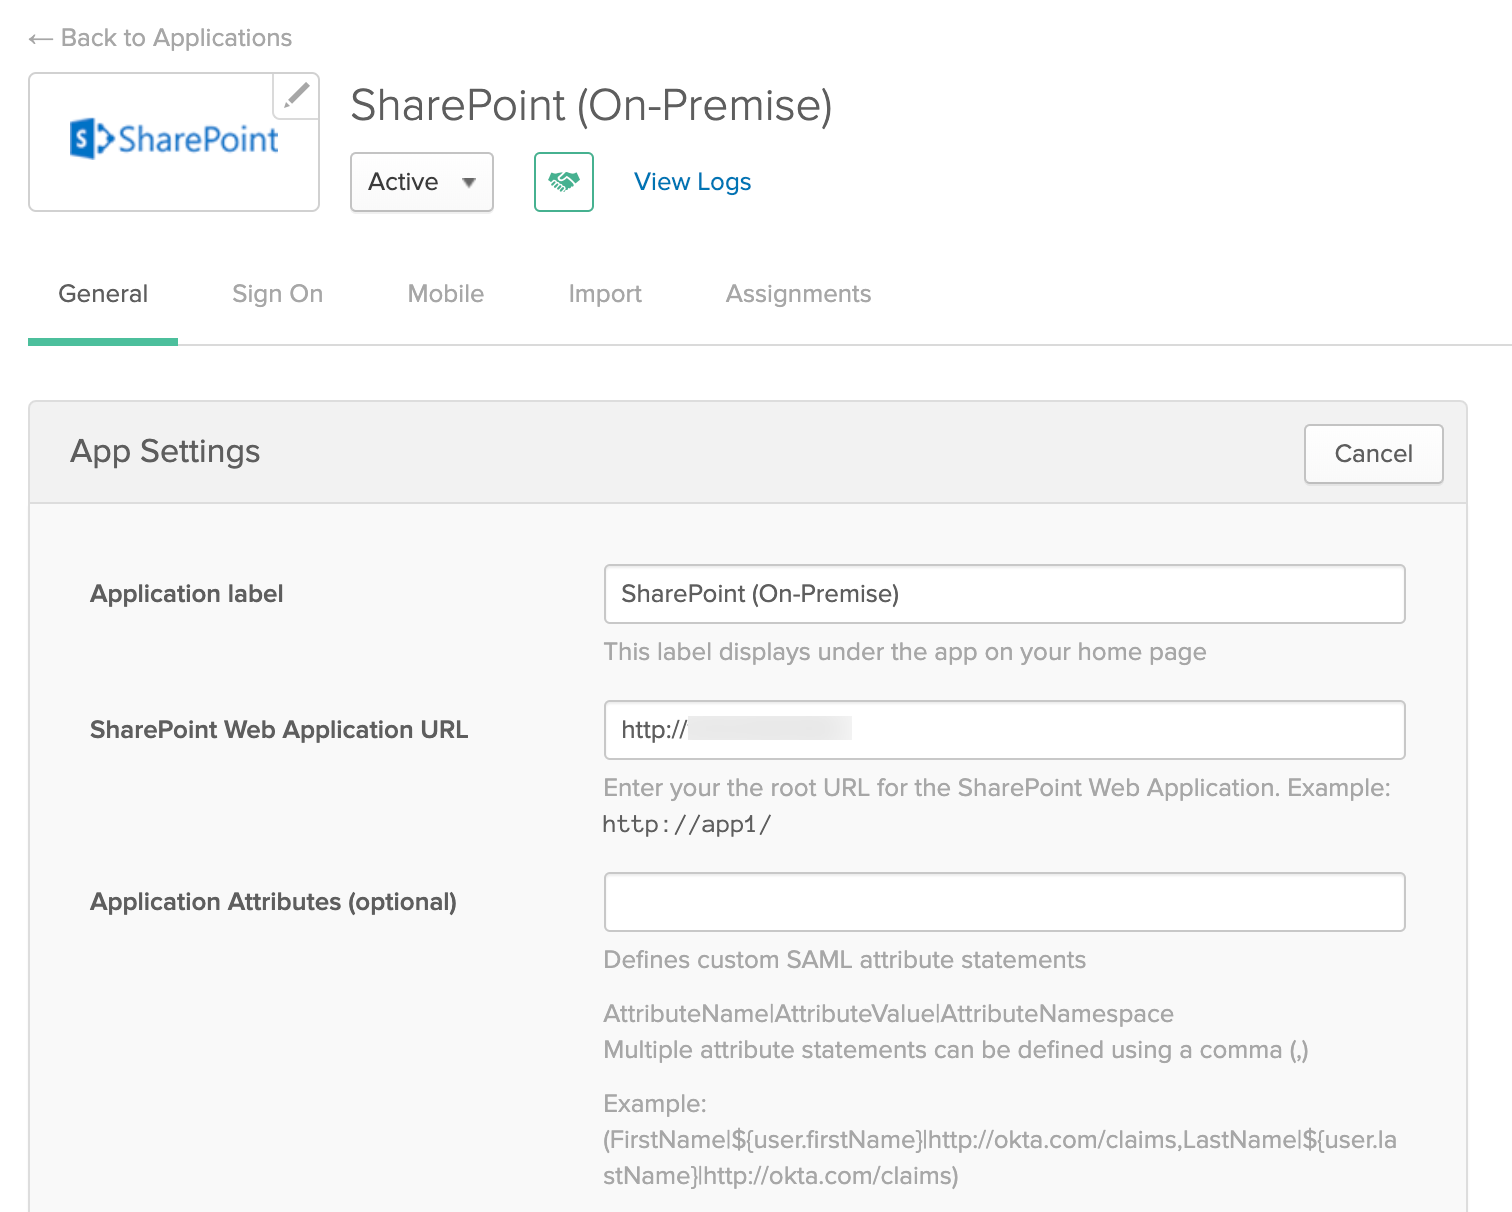 ← Back to Applications
S SharePoint
SharePoint (On-Premise)
Active
View Logs
General Sign On Mobile Import Assignments
App Settings
Cancel
Application label
SharePoint (On-Premise)
This label displays under the app on your home page
SharePoint Web Application URL
http://
Enter your the root URL for the SharePoint Web Application. Example:
http://app1/
Application Attributes (optional)
Defines custom SAML attribute statements
AttributeName|AttributeValue|AttributeNamespace
Multiple attribute statements can be defined using a comma (,)
Example:
(FirstName|${user.firstName}|http://okta.com/claims,LastName|${user.la
stName}|http://okta.com/claims)